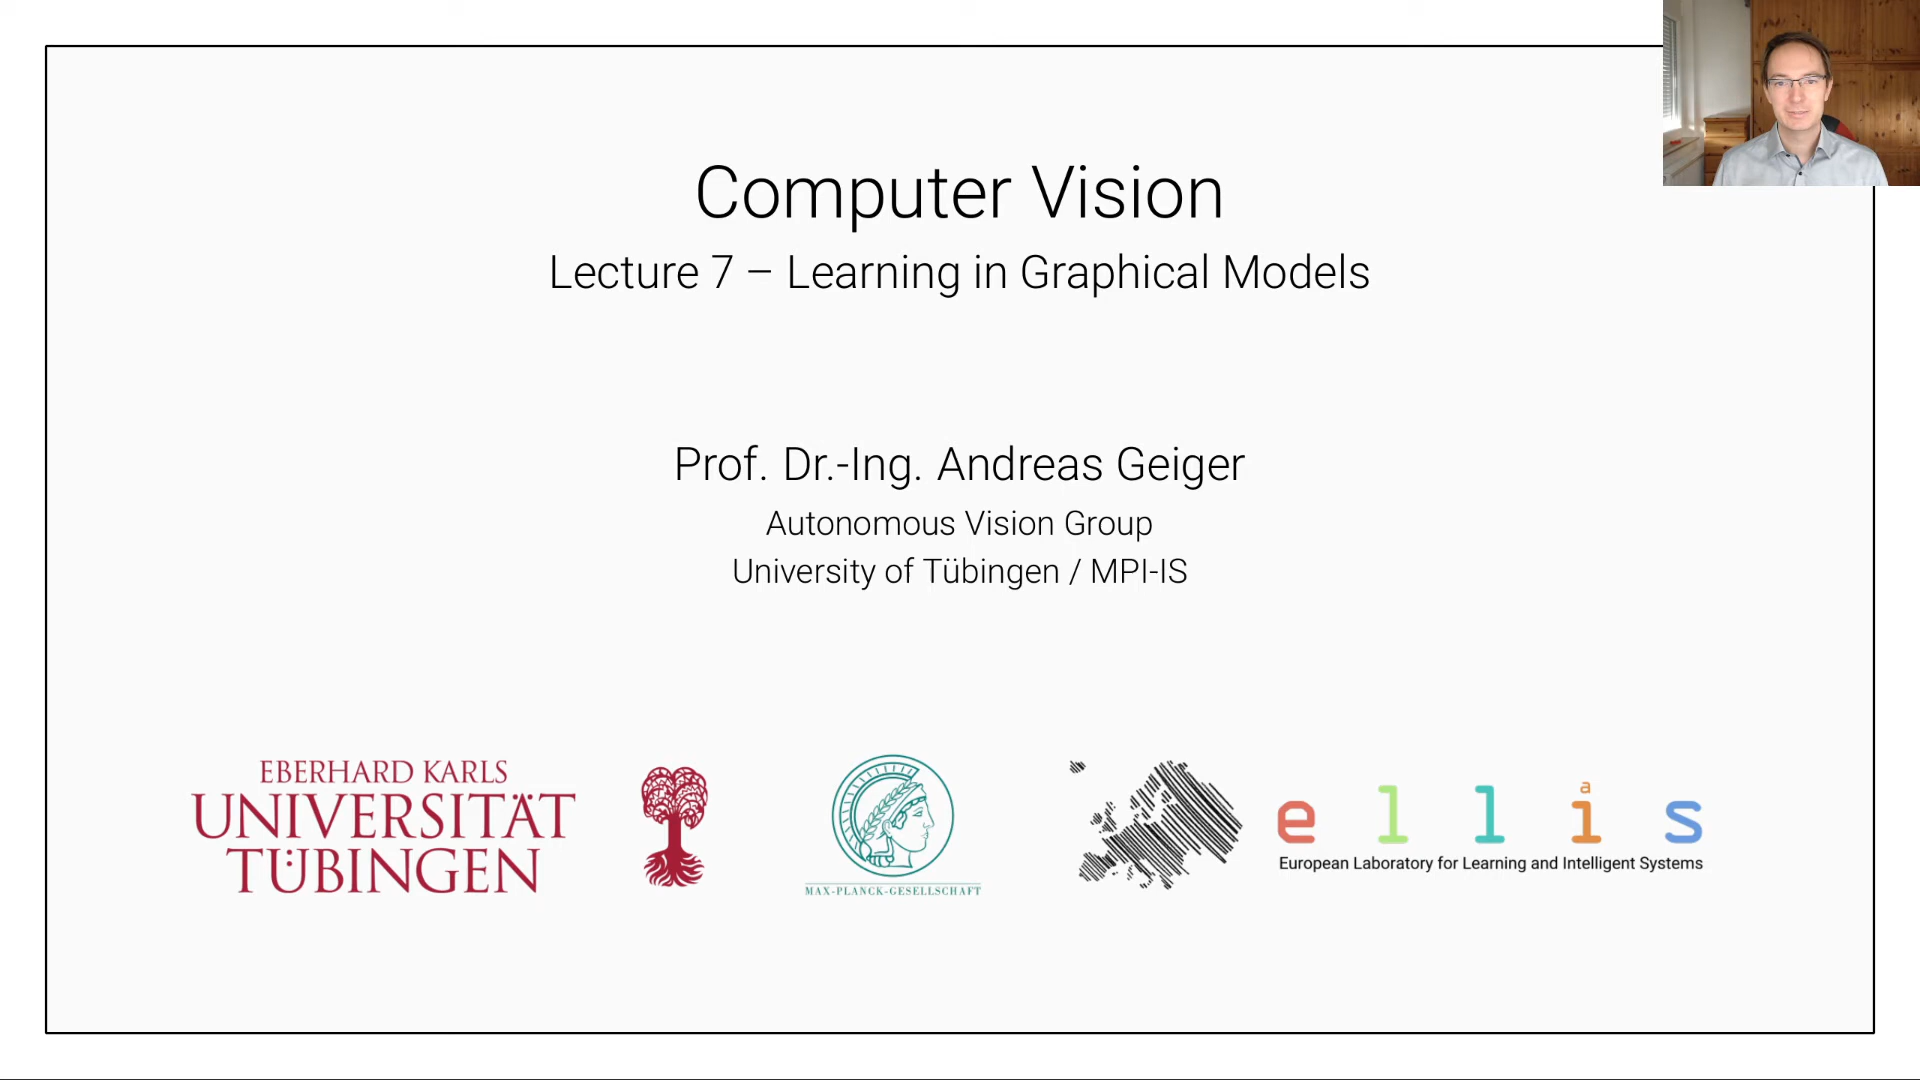 Computer Vision
Lecture 7 – Learning in Graphical Models
Prof. Dr.-Ing. Andreas Geiger
Autonomous Vision Group
University of Tübingen / MPI-IS
EBERHARD KARLS
UNIVERSITÄT
TÜBINGEN
MAX-PLANCK-GESELLSCHAFT
a
e l l i s
European Laboratory for Learning and Intelligent Systems